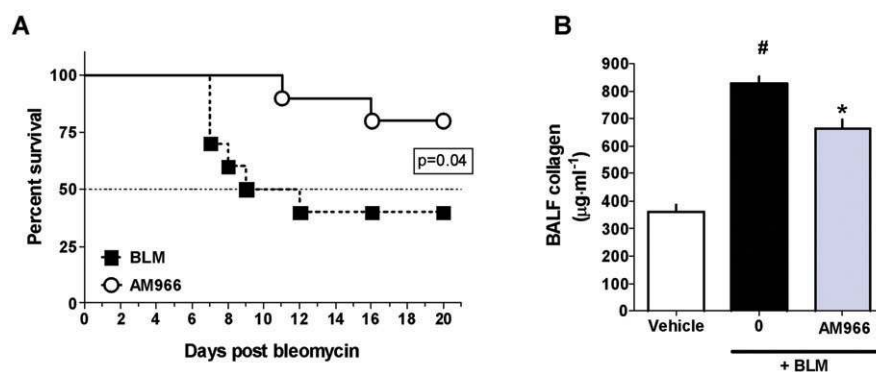 A
Percent survival
100
75
50
25
0
p=0.04
BLM
AM966
0 2 4 6 8 10 12 14 16 18 20
Days post bleomycin
B
BALF collagen
(µg·ml⁻¹)
900
800
700
600
500
400
300
200
100
0
#
*
Vehicle 0 AM966
+ BLM